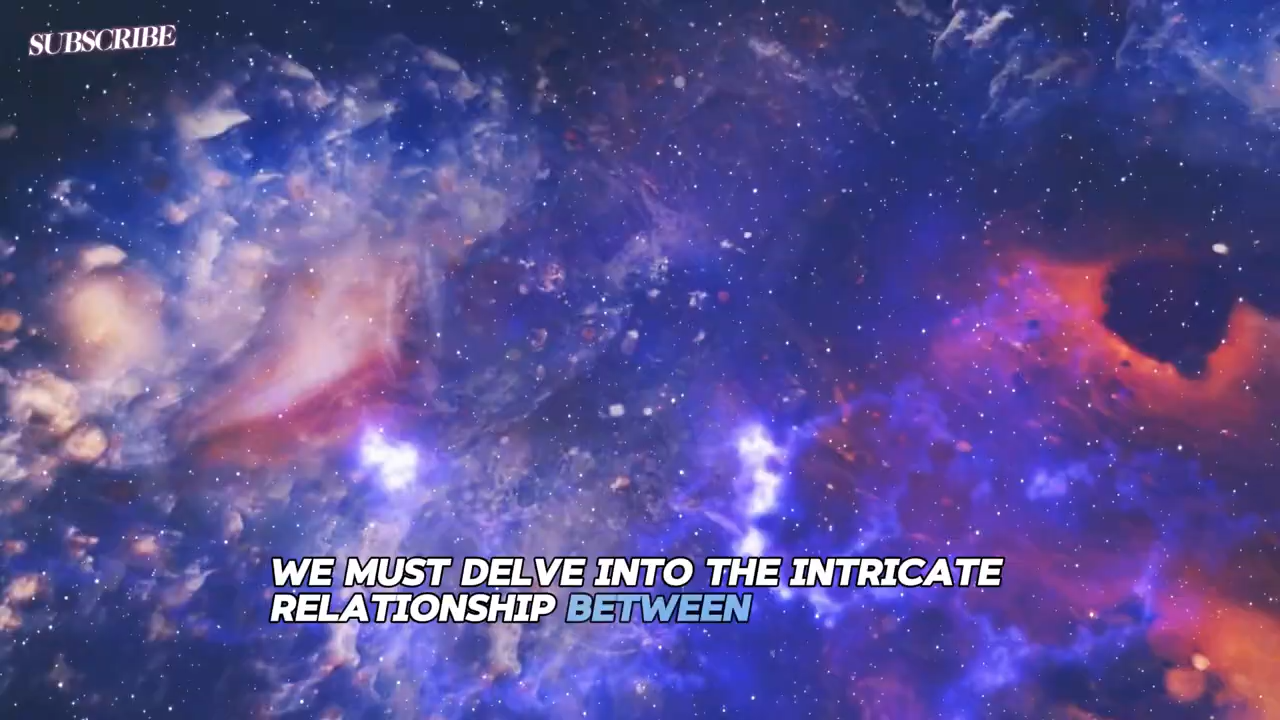 SUBSCRIBE
WE MUST DELVE INTO THE INTRICATE
RELATIONSHIP BETWEEN